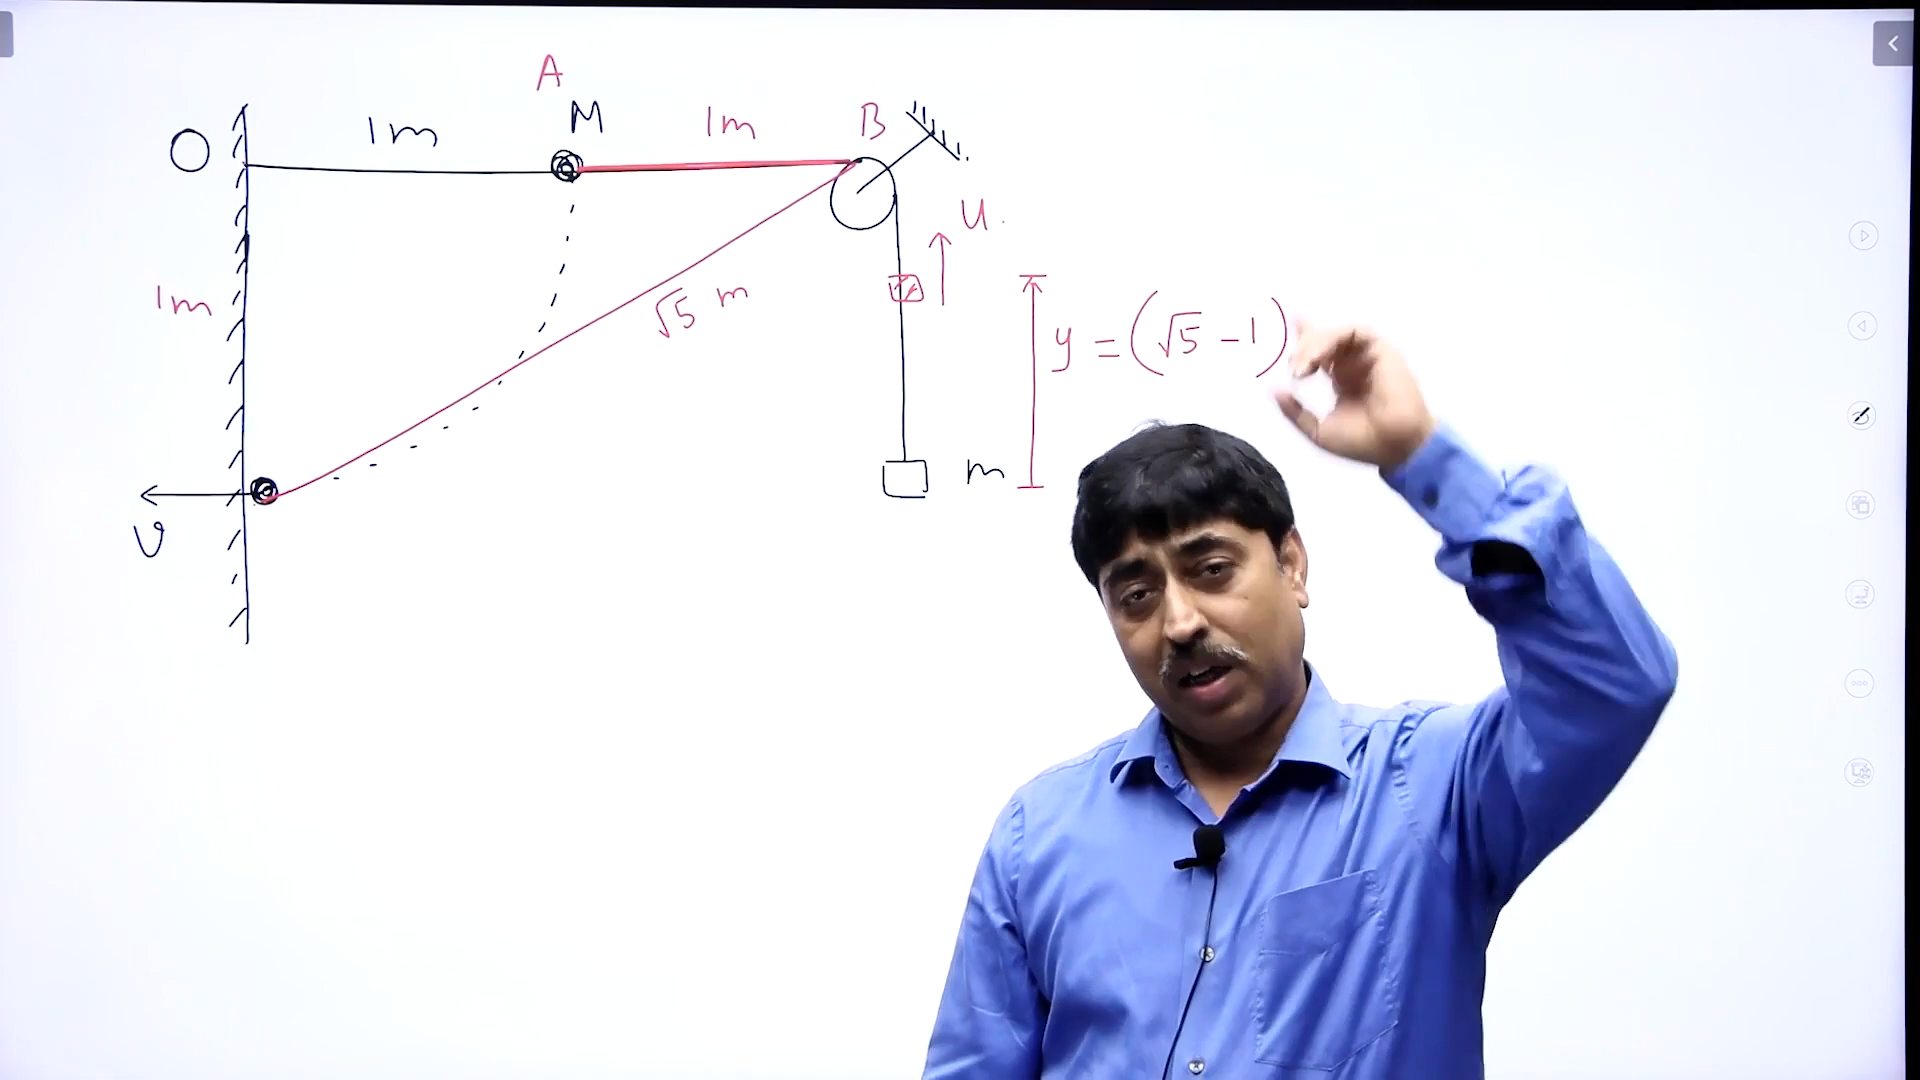 A
O 1m M 1m B
u.
1m √5 m y = (√5 - 1)
m
v